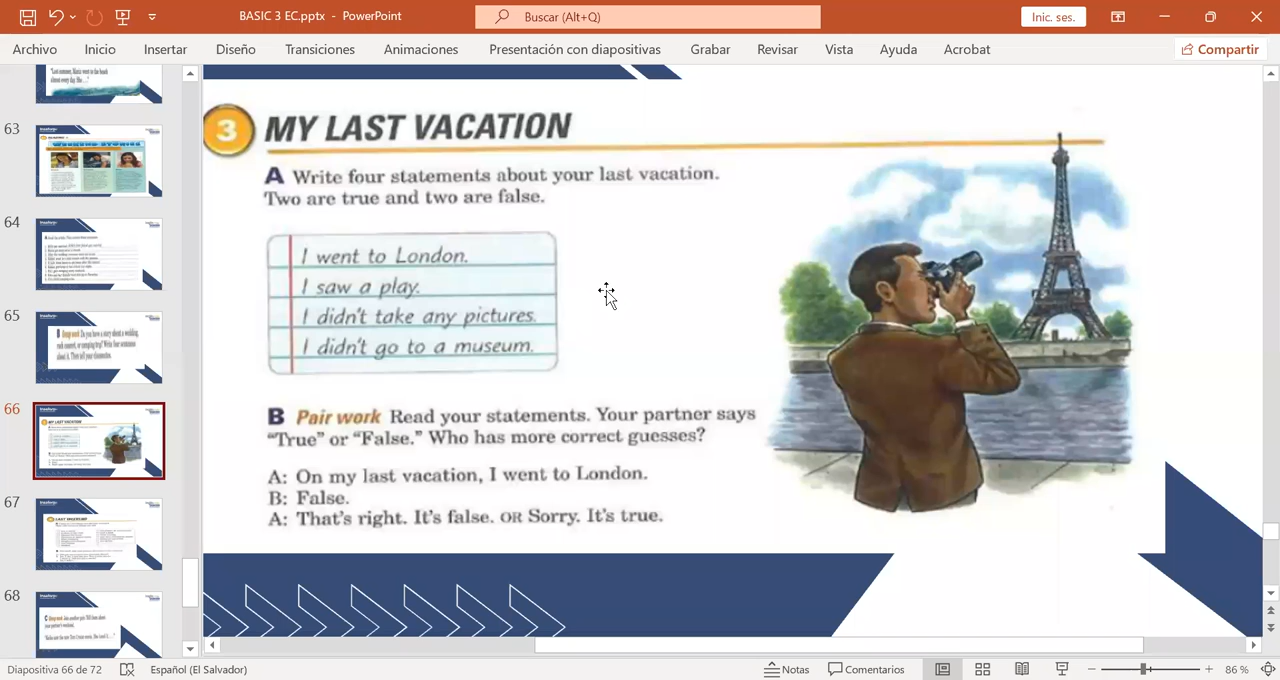 BASIC 3 EC.pptx - PowerPoint
Buscar (Alt+Q)
Inic. ses.
Archivo Inicio Insertar Diseño Transiciones Animaciones Presentación con diapositivas Grabar Revisar Vista Ayuda Acrobat Compartir
63
64
65
66
67
68
3 MY LAST VACATION
A Write four statements about your last vacation.
Two are true and two are false.
I went to London.
I saw a play.
I didn't take any pictures.
I didn't go to a museum.
B Pair work Read your statements. Your partner says
"True" or "False." Who has more correct guesses?
A: On my last vacation, I went to London.
B: False.
A: That's right. It's false. OR Sorry. It's true.
Diapositiva 66 de 72 Español (El Salvador) Notas Comentarios 86 %